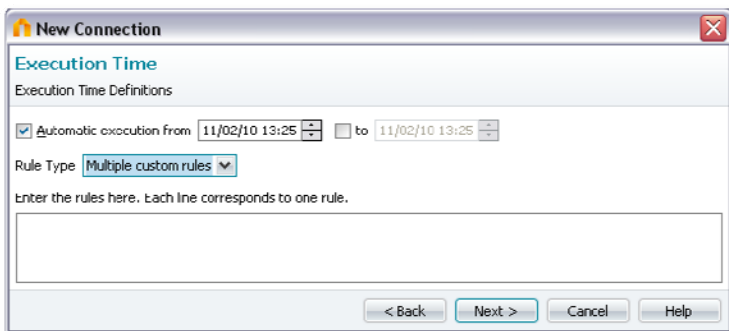 New Connection
Execution Time
Execution Time Definitions
Automatic execution from 11/02/10 13:25 to 11/02/10 13:25
Rule Type Multiple custom rules
Enter the rules here. Each line corresponds to one rule.
< Back Next > Cancel Help